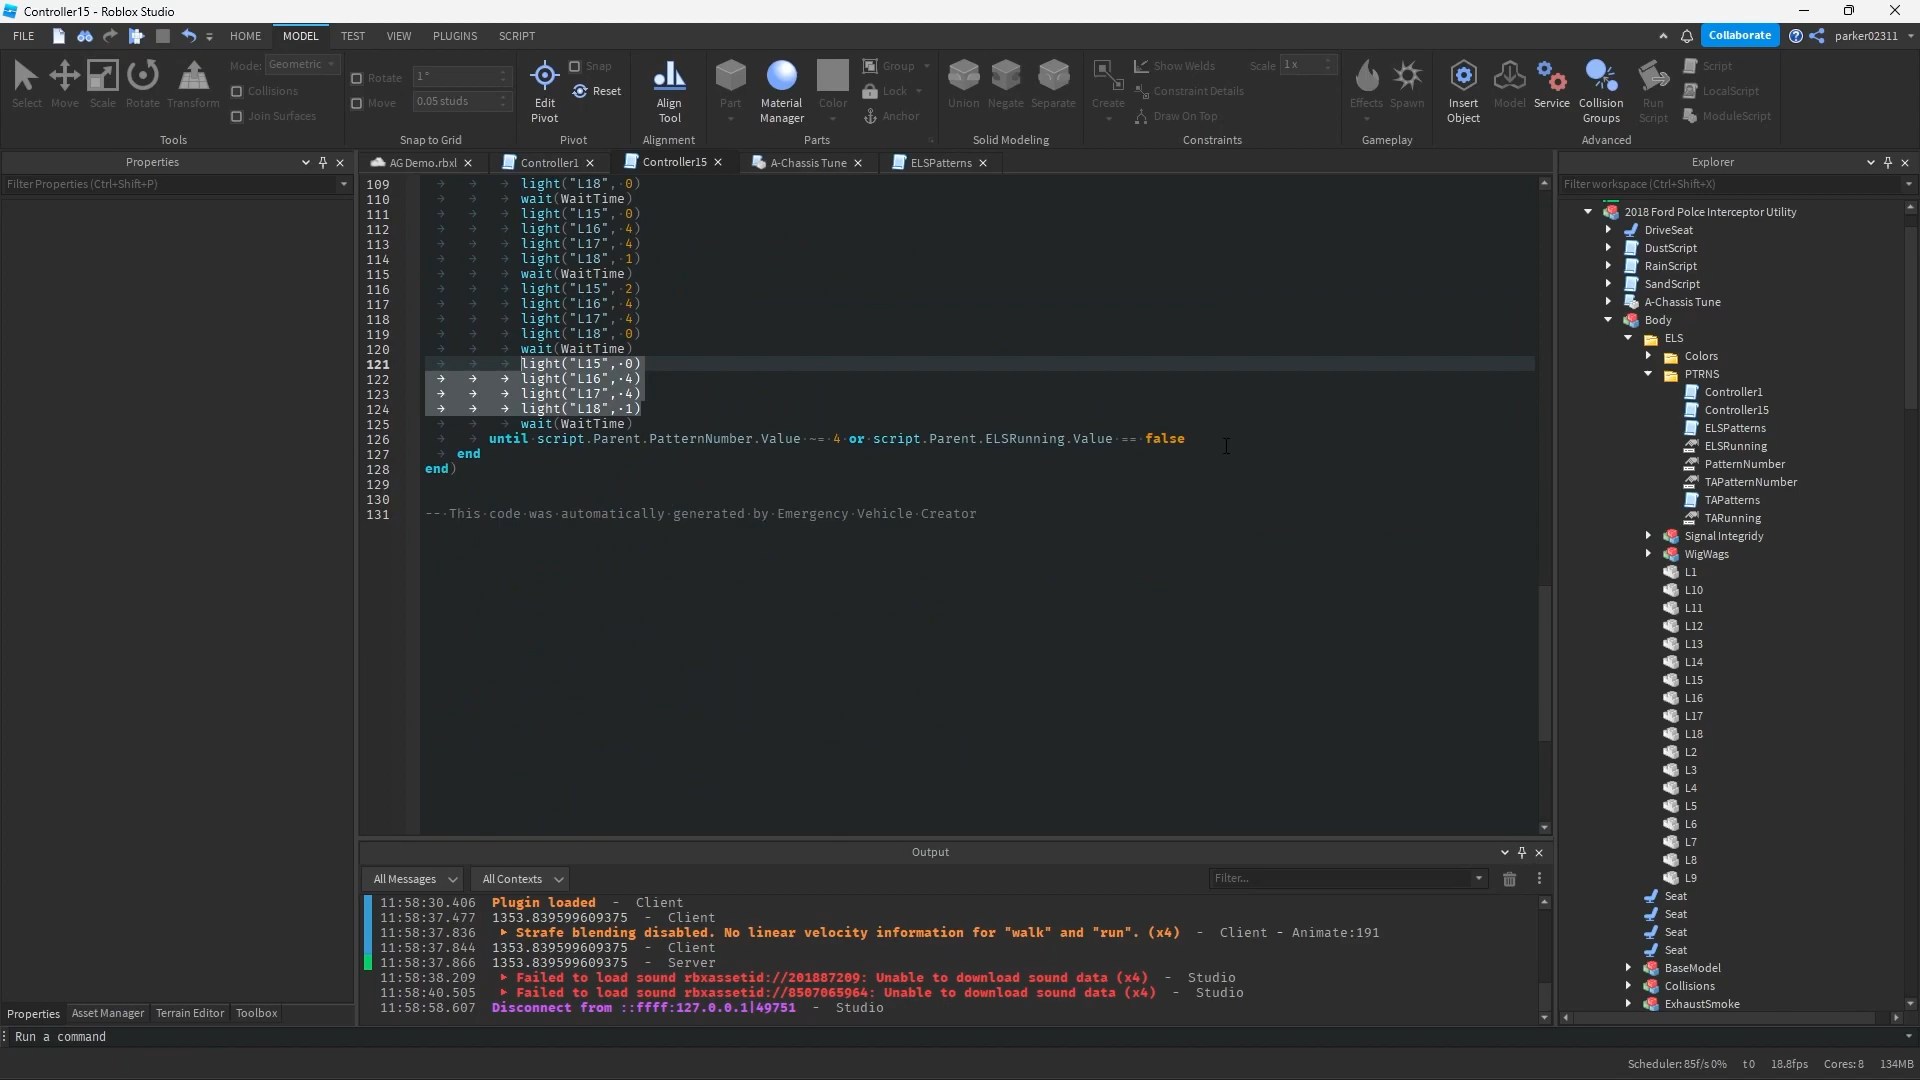 Controller15 - Roblox Studio
FILE HOME MODEL TEST VIEW PLUGINS SCRIPT Collaborate parker02311
Select Move Scale Rotate Transform
Mode: Geometric
Collisions
Join Surfaces
Tools
Rotate 1°
Move 0.05 studs
Snap to Grid
Edit Pivot
Snap
Reset
Pivot
Align Tool
Alignment
Part Material Manager Color
Group
Lock
Anchor
Parts
Union Negate Separate
Solid Modeling
Create
Show Welds
Constraint Details
Draw On Top
Scale 1 x
Constraints
Effects Spawn
Gameplay
Insert Object Model Service Collision Groups Run Script
Script
LocalScript
ModuleScript
Advanced
Properties
Filter Properties (Ctrl+Shift+P)
AG Demo.rbxl Controller1 Controller15 A-Chassis Tune ELSPatterns
109 light("L18", 0)
110 wait(WaitTime)
111 light("L15", 0)
112 light("L16", 4)
113 light("L17", 4)
114 light("L18", 1)
115 wait(WaitTime)
116 light("L15", 2)
117 light("L16", 4)
118 light("L17", 4)
119 light("L18", 0)
120 wait(WaitTime)
121 light("L15", 0)
122 light("L16", 4)
123 light("L17", 4)
124 light("L18", 1)
125 wait(WaitTime)
126 until script.Parent.PatternNumber.Value ~= 4 or script.Parent.ELSRunning.Value == false
127 end
128 end)
129
130
131 -- This code was automatically generated by Emergency Vehicle Creator
Explorer
Filter workspace (Ctrl+Shift+X)
2018 Ford Polce Interceptor Utility
DriveSeat
DustScript
RainScript
SandScript
A-Chassis Tune
Body
ELS
Colors
PTRNS
Controller1
Controller15
ELSPatterns
ELSRunning
PatternNumber
TAPatternNumber
TAPatterns
TARunning
Signal Integridy
WigWags
L1
L10
L11
L12
L13
L14
L15
L16
L17
L18
L2
L3
L4
L5
L6
L7
L8
L9
Seat
Seat
Seat
Seat
BaseModel
Collisions
ExhaustSmoke
Output
All Messages All Contexts Filter...
11:58:30.406 Plugin loaded - Client
11:58:37.477 1353.839599609375 - Client
11:58:37.836 Strafe blending disabled. No linear velocity information for "walk" and "run". (x4) - Client - Animate:191
11:58:37.844 1353.839599609375 - Client
11:58:37.866 1353.839599609375 - Server
11:58:38.209 Failed to load sound rbxassetid://201887209: Unable to download sound data (x4) - Studio
11:58:40.505 Failed to load sound rbxassetid://8507065964: Unable to download sound data (x4) - Studio
11:58:58.607 Disconnect from ::ffff:127.0.0.1|49751 - Studio
Properties Asset Manager Terrain Editor Toolbox
Run a command
Scheduler: 85f/s 0% t0 18.8fps Cores: 8 134MB